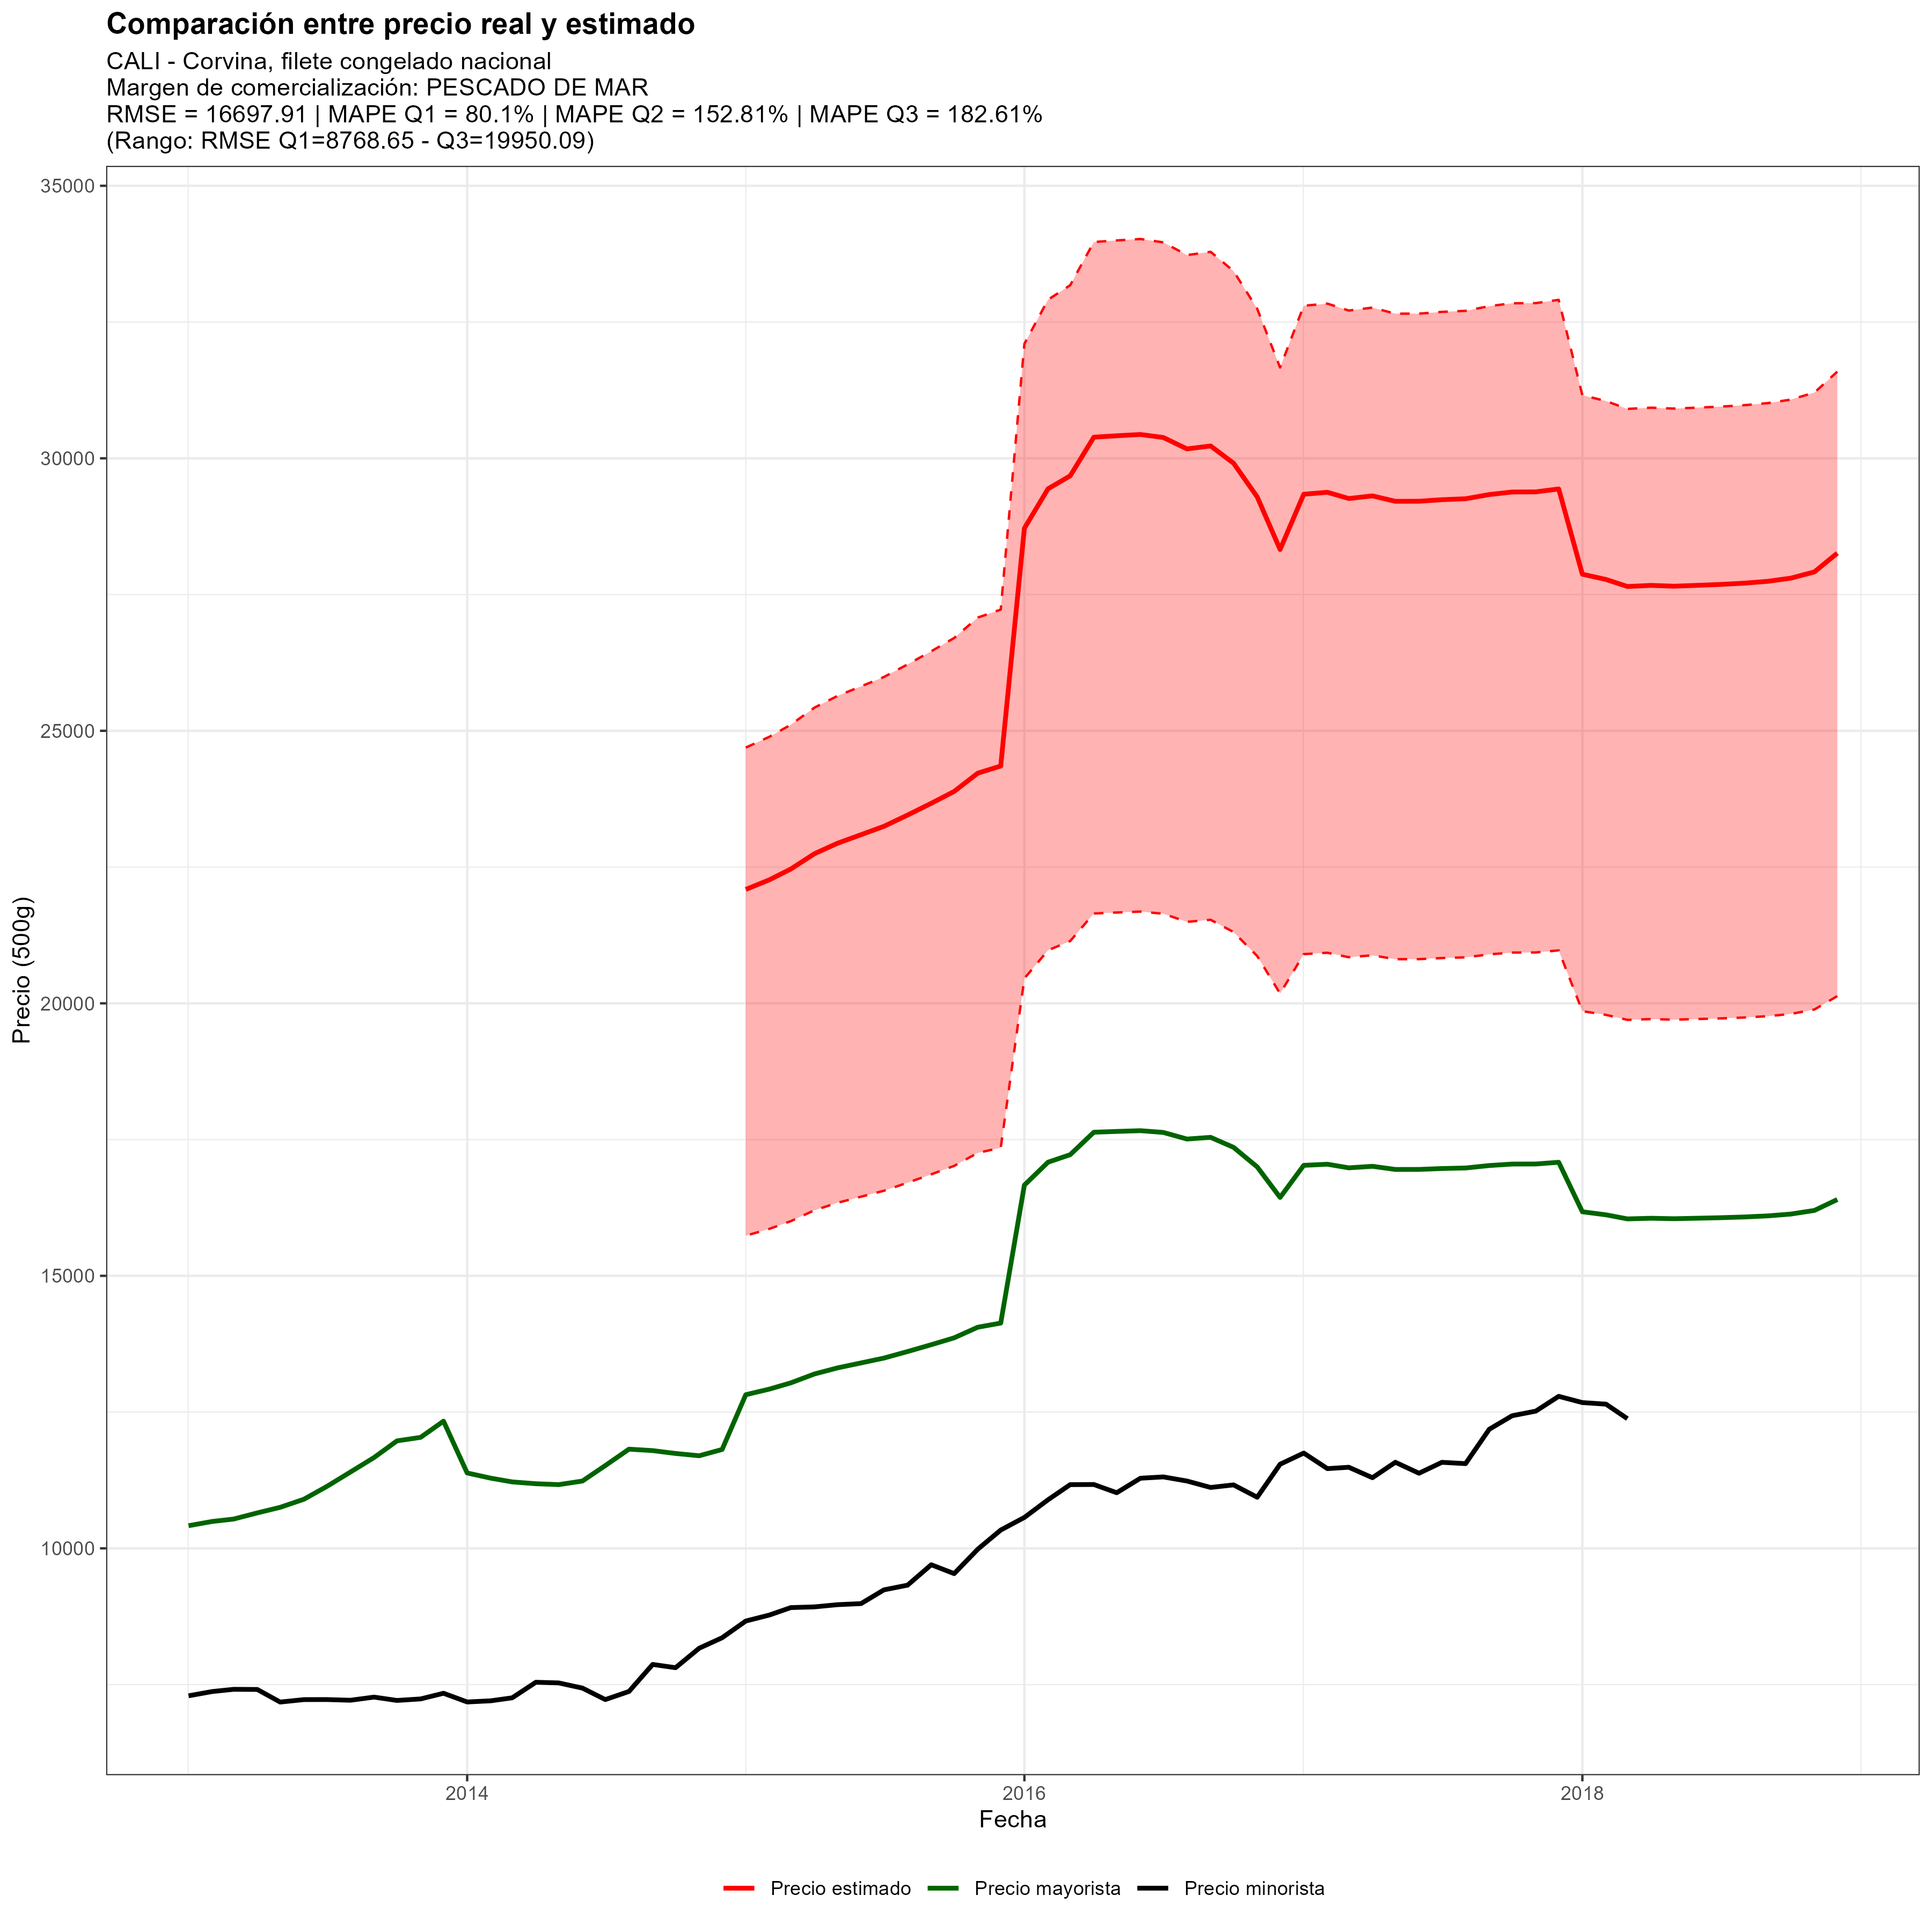 Comparación entre precio real y estimado
CALI - Corvina, filete congelado nacional
Margen de comercialización: PESCADO DE MAR
RMSE = 16697.91 | MAPE Q1 = 80.1% | MAPE Q2 = 152.81% | MAPE Q3 = 182.61%
(Rango: RMSE Q1=8768.65 - Q3=19950.09)
35000
30000
25000
20000
15000
10000
Precio (500g)
2014 2016 2018
Fecha
Precio estimado Precio mayorista Precio minorista